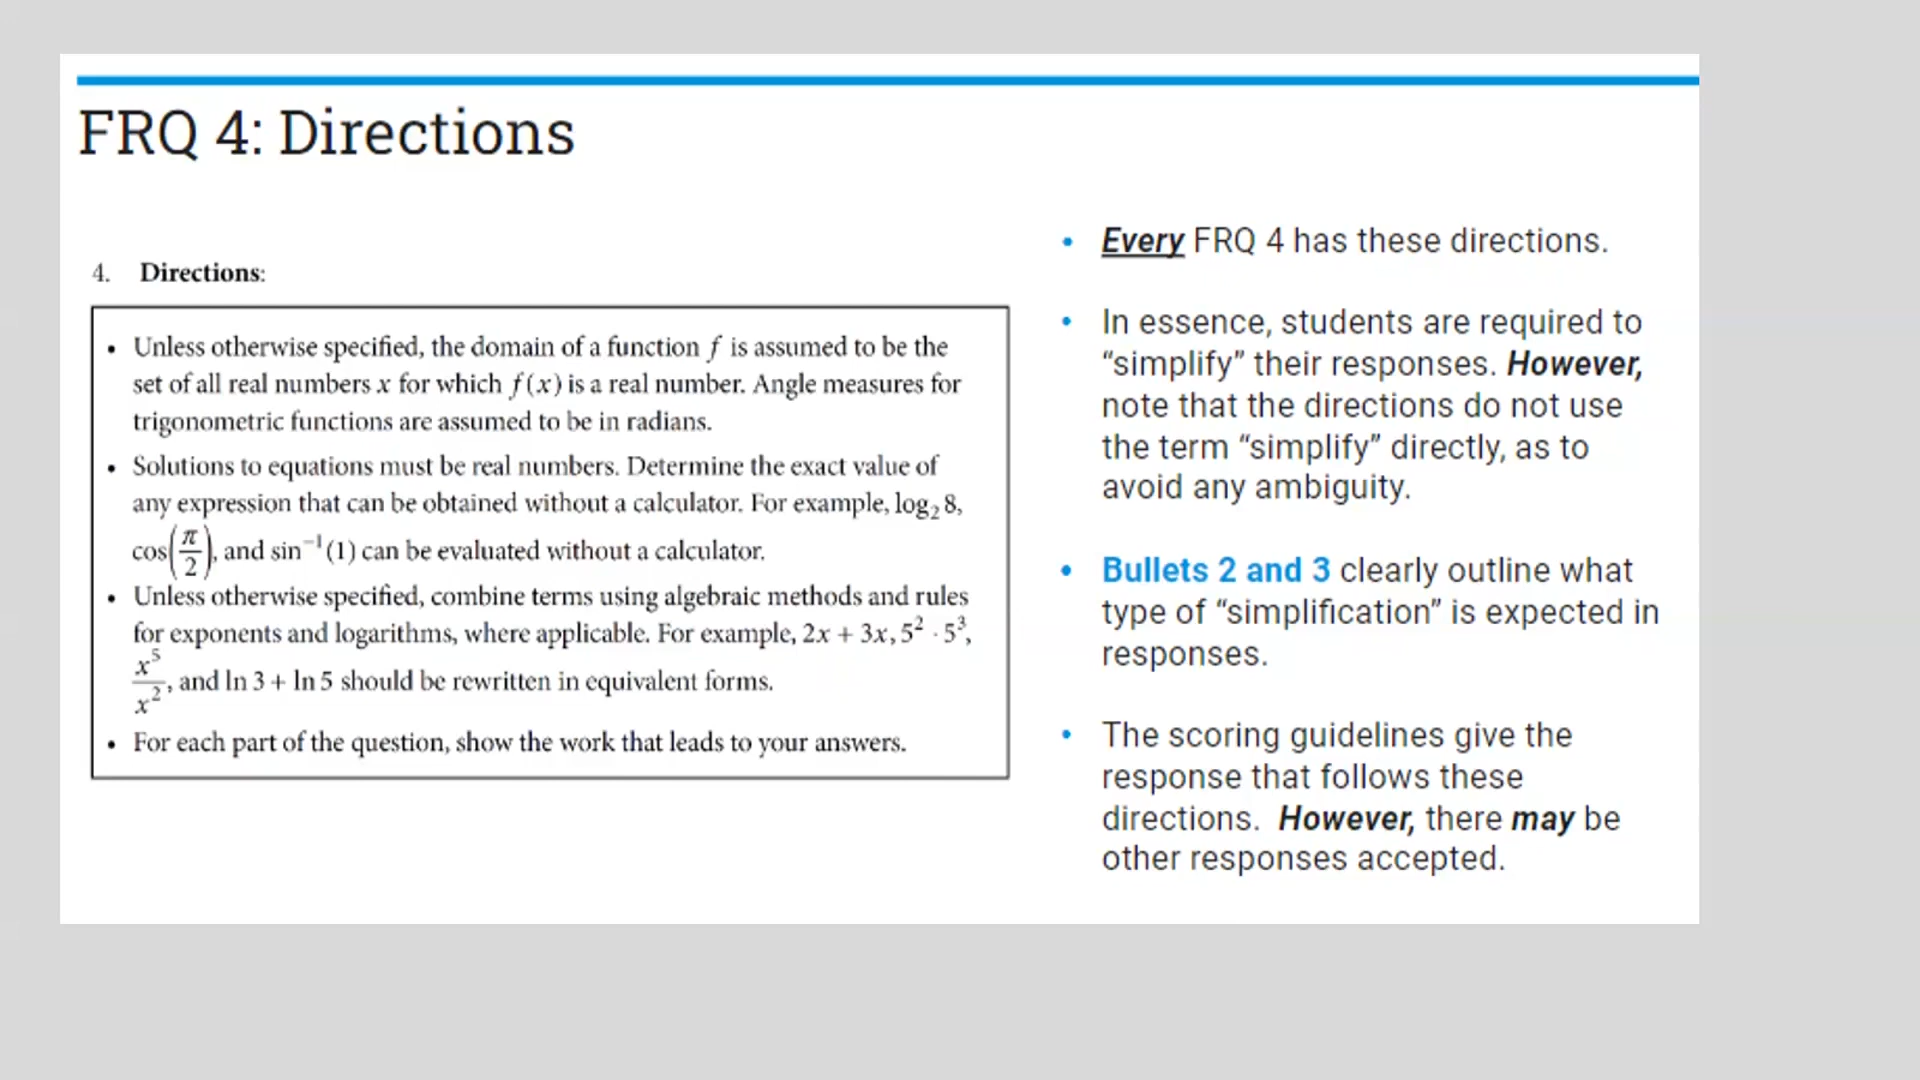 FRQ 4: Directions
4. Directions:
• Unless otherwise specified, the domain of a function f is assumed to be the
set of all real numbers x for which f(x) is a real number. Angle measures for
trigonometric functions are assumed to be in radians.
• Solutions to equations must be real numbers. Determine the exact value of
any expression that can be obtained without a calculator. For example, log₂ 8,
cos(π/2), and sin⁻¹(1) can be evaluated without a calculator.
• Unless otherwise specified, combine terms using algebraic methods and rules
for exponents and logarithms, where applicable. For example, 2x + 3x, 5² · 5³,
x⁵/x², and ln 3 + ln 5 should be rewritten in equivalent forms.
• For each part of the question, show the work that leads to your answers.
• Every FRQ 4 has these directions.
• In essence, students are required to
“simplify” their responses. However,
note that the directions do not use
the term “simplify” directly, as to
avoid any ambiguity.
• Bullets 2 and 3 clearly outline what
type of “simplification” is expected in
responses.
• The scoring guidelines give the
response that follows these
directions. However, there may be
other responses accepted.